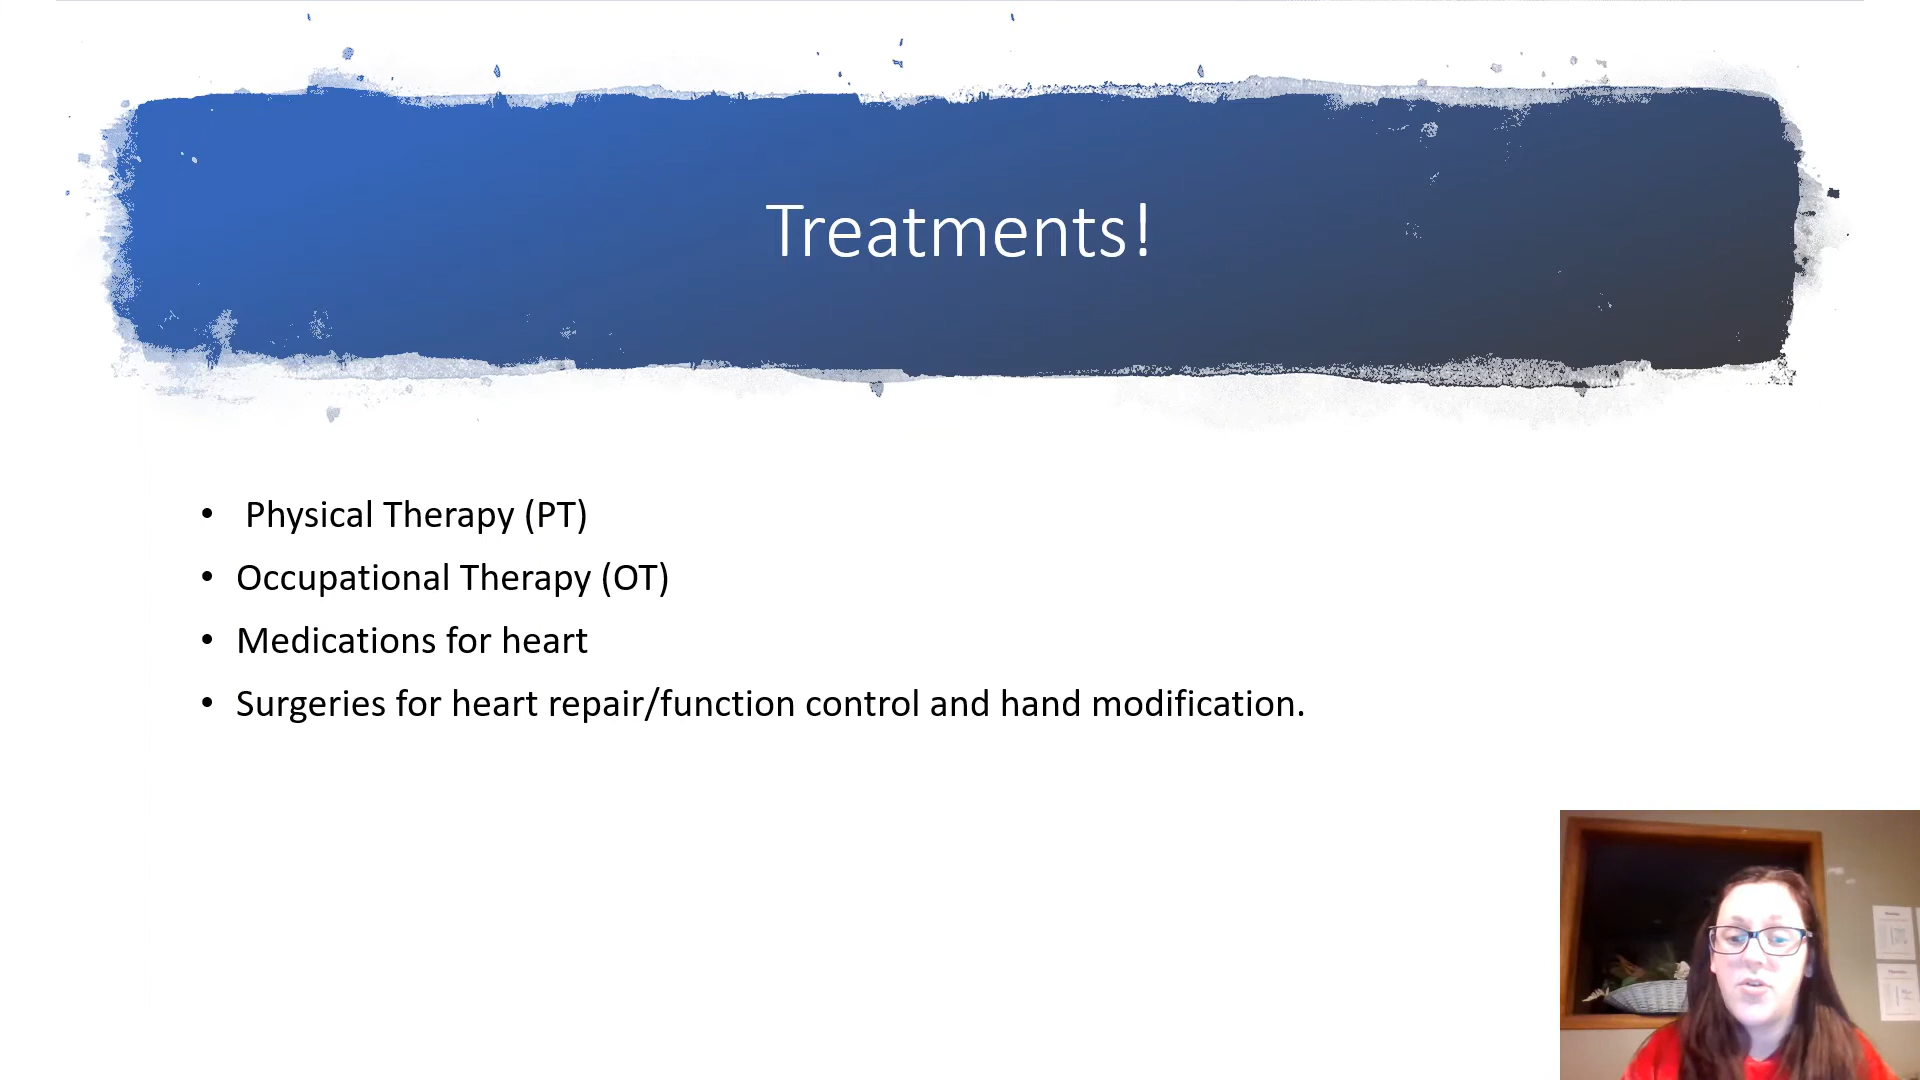 Treatments!
• Physical Therapy (PT)
• Occupational Therapy (OT)
• Medications for heart
• Surgeries for heart repair/function control and hand modification.